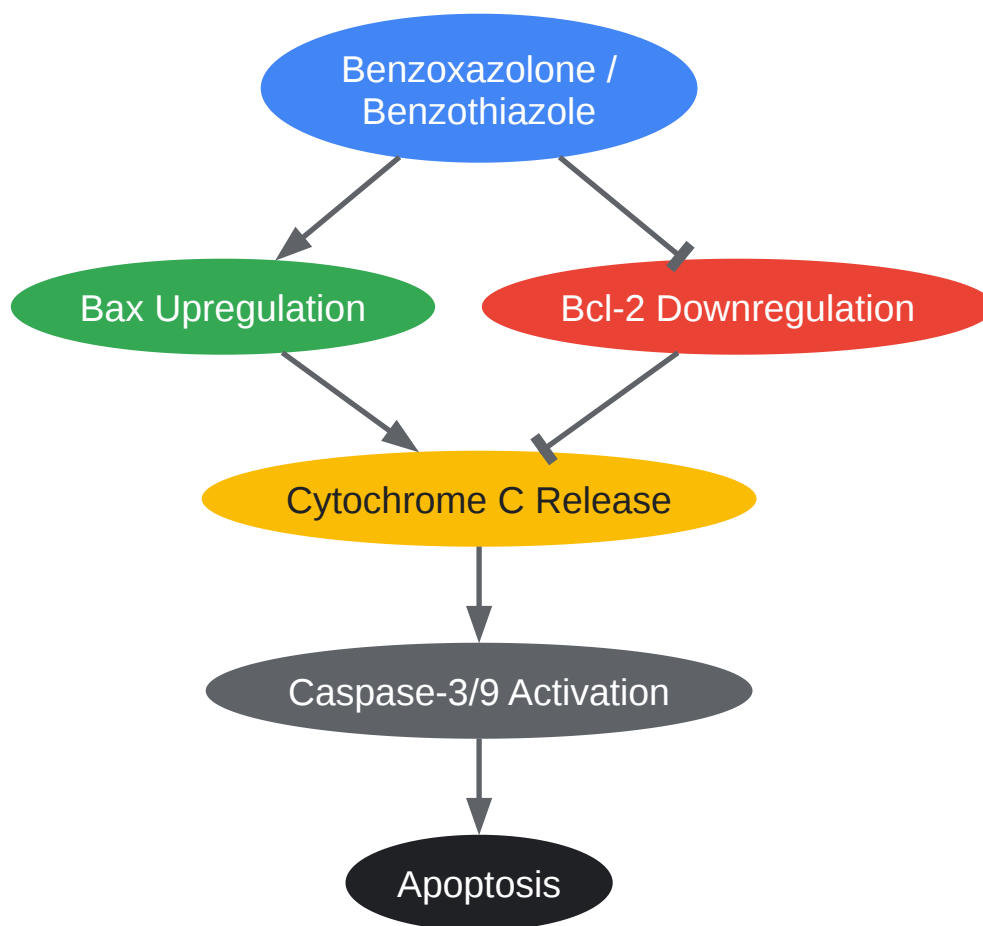 Benzoxazolone /
Benzothiazole
Bax Upregulation
Bcl-2 Downregulation
Cytochrome C Release
Caspase-3/9 Activation
Apoptosis